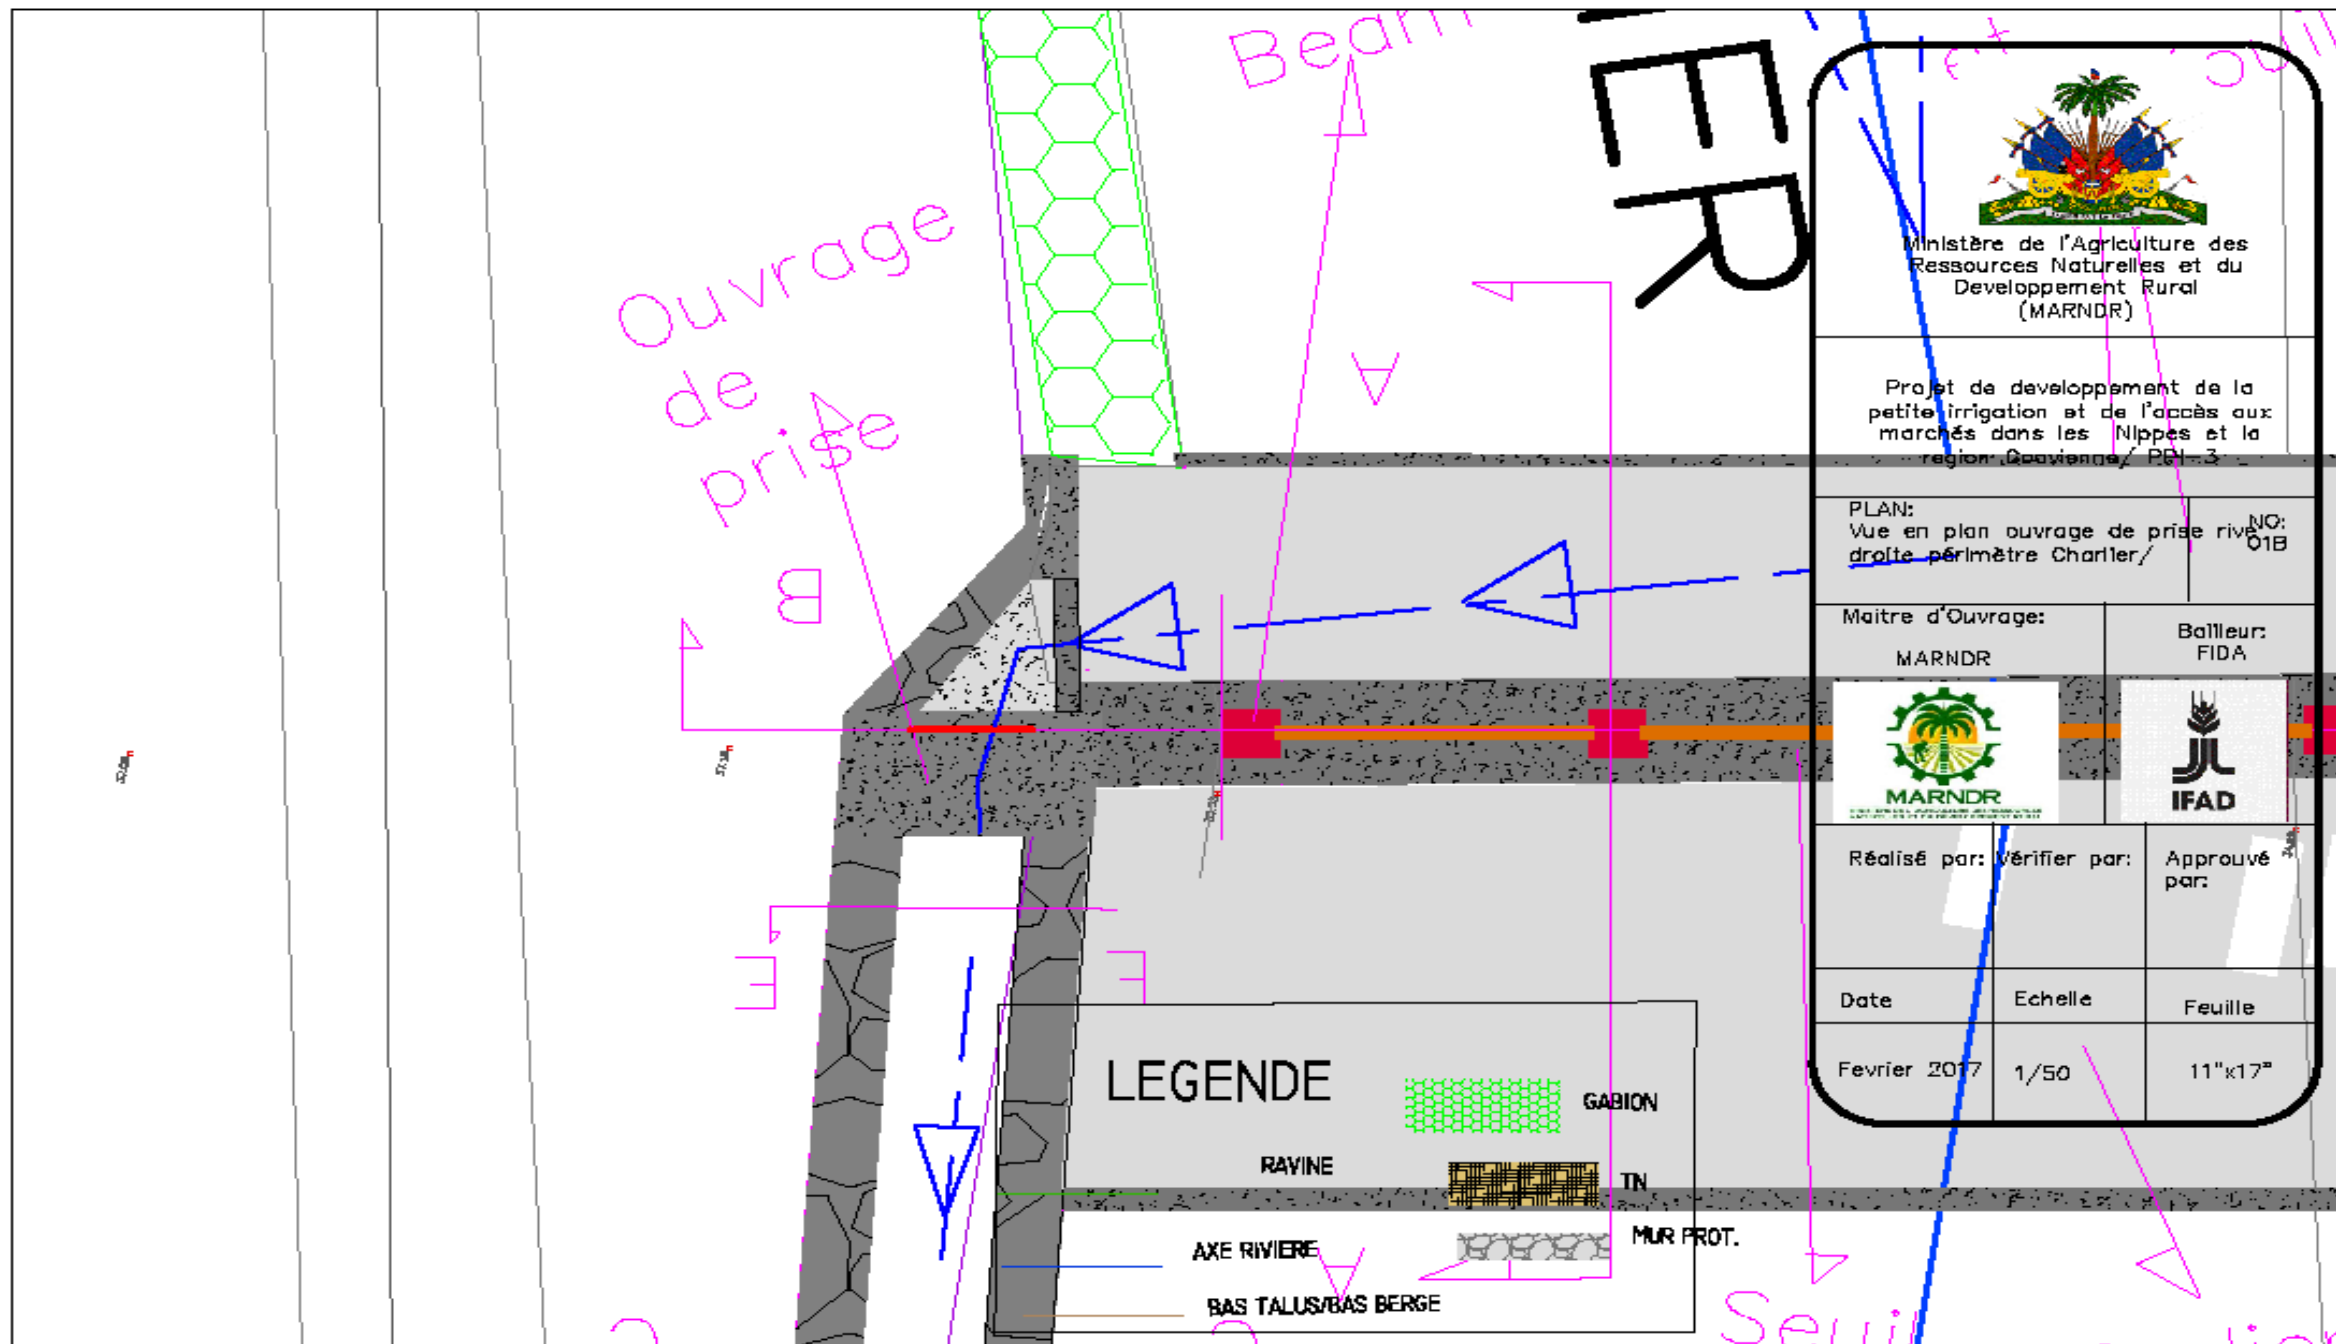 Beam
ER
Ouvrage
de
prise
A
B
E
E
Ministère de l'Agriculture des
Ressources Naturelles et du
Developpement Rural
(MARNDR)
Projet de developpement de la
petite irrigation et de l'accès aux
marchés dans les Nippes et la
region
PLAN:
Vue en plan ouvrage de prise rive
droite périmètre Charlier/
NO:
01B
Maitre d'Ouvrage:
MARNDR
Bailleur:
FIDA
MARNDR
IFAD
Réalisé par:
Vérifier par:
Approuvé
par:
Date
Echelle
Feuille
Fevrier 2017
1/50
11"x17"
LEGENDE
GABION
RAVINE
TN
AXE RIVIERE
MUR PROT.
BAS TALUS/BAS BERGE
A
Seuil